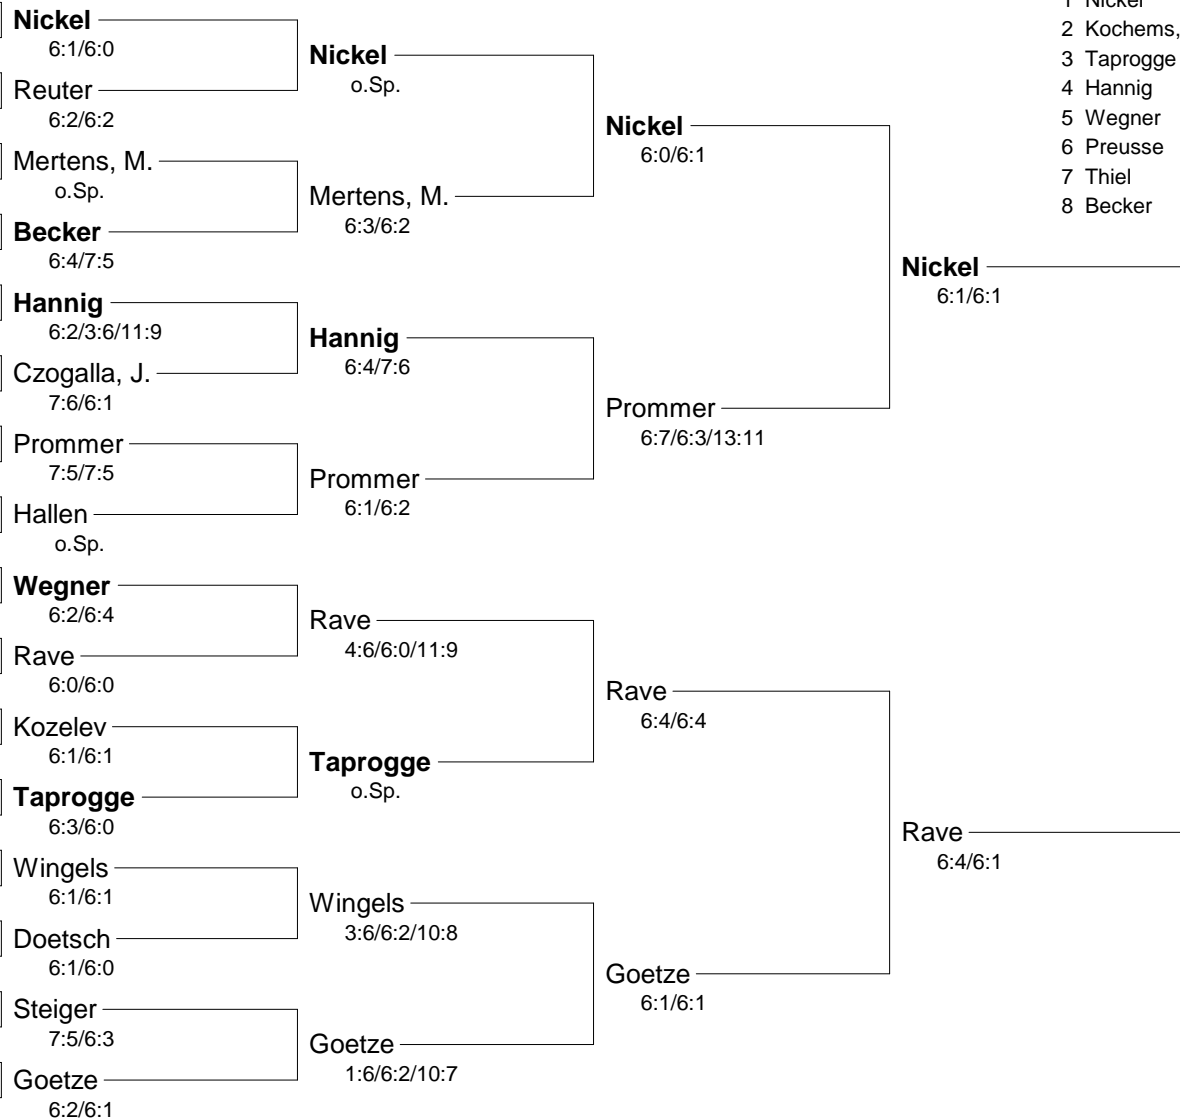 Nickel
6:1/6:0
Reuter
6:2/6:2
Mertens, M.
o.Sp.
Becker
6:4/7:5
Hannig
6:2/3:6/11:9
Czogalla, J.
7:6/6:1
Prommer
7:5/7:5
Hallen
o.Sp.
Wegner
6:2/6:4
Rave
6:0/6:0
Kozelev
6:1/6:1
Taprogge
6:3/6:0
Wingels
6:1/6:1
Doetsch
6:1/6:0
Steiger
7:5/6:3
Goetze
6:2/6:1
Nickel
o.Sp.
Mertens, M.
6:3/6:2
Hannig
6:4/7:6
Prommer
6:1/6:2
Rave
4:6/6:0/11:9
Taprogge
o.Sp.
Wingels
3:6/6:2/10:8
Goetze
1:6/6:2/10:7
Nickel
6:0/6:1
Prommer
6:7/6:3/13:11
Rave
6:4/6:4
Goetze
6:1/6:1
Nickel
6:1/6:1
Rave
6:4/6:1
1 Nickel
2 Kochems,
3 Taprogge
4 Hannig
5 Wegner
6 Preusse
7 Thiel
8 Becker